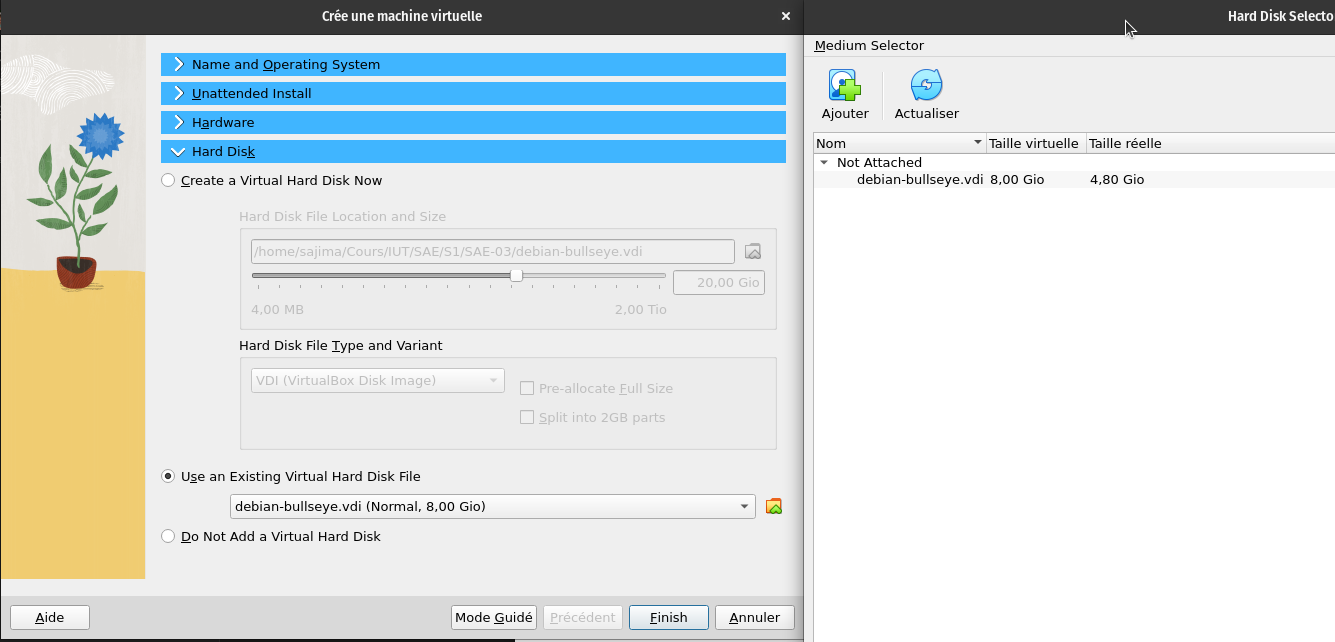 Crée une machine virtuelle
Name and Operating System
Unattended Install
Hardware
Hard Disk
Create a Virtual Hard Disk Now
Hard Disk File Location and Size
/home/sajima/Cours/IUT/SAE/S1/SAE-03/debian-bullseye.vdi
20,00 Gio
4,00 MB 2,00 Tio
Hard Disk File Type and Variant
VDI (VirtualBox Disk Image)
Pre-allocate Full Size
Split into 2GB parts
Use an Existing Virtual Hard Disk File
debian-bullseye.vdi (Normal, 8,00 Gio)
Do Not Add a Virtual Hard Disk
Aide Mode Guidé Précédent Finish Annuler
Hard Disk Selecto
Medium Selector
Ajouter Actualiser
Nom Taille virtuelle Taille réelle
Not Attached
debian-bullseye.vdi 8,00 Gio 4,80 Gio